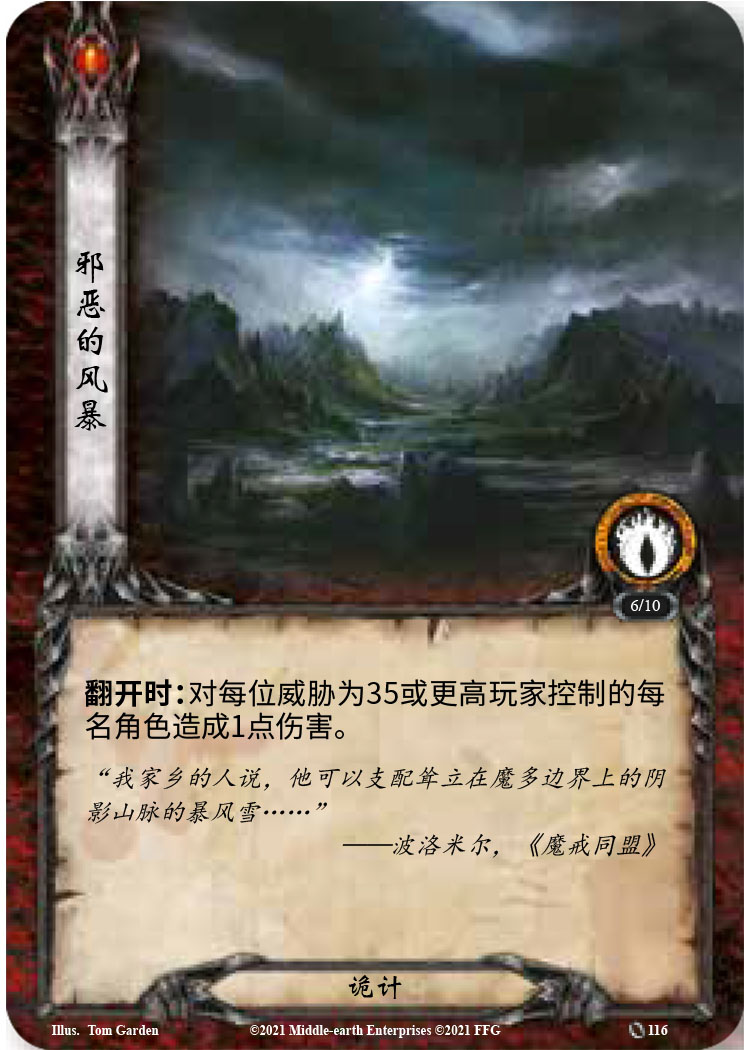 邪恶的风暴
6/10
翻开时：对每位威胁为35或更高玩家控制的每
名角色造成1点伤害。
“我家乡的人说，他可以支配耸立在魔多边界上的阴
影山脉的暴风雪……”
——波洛米尔，《魔戒同盟》
诡计
Illus. Tom Garden
©2021 Middle-earth Enterprises ©2021 FFG
116